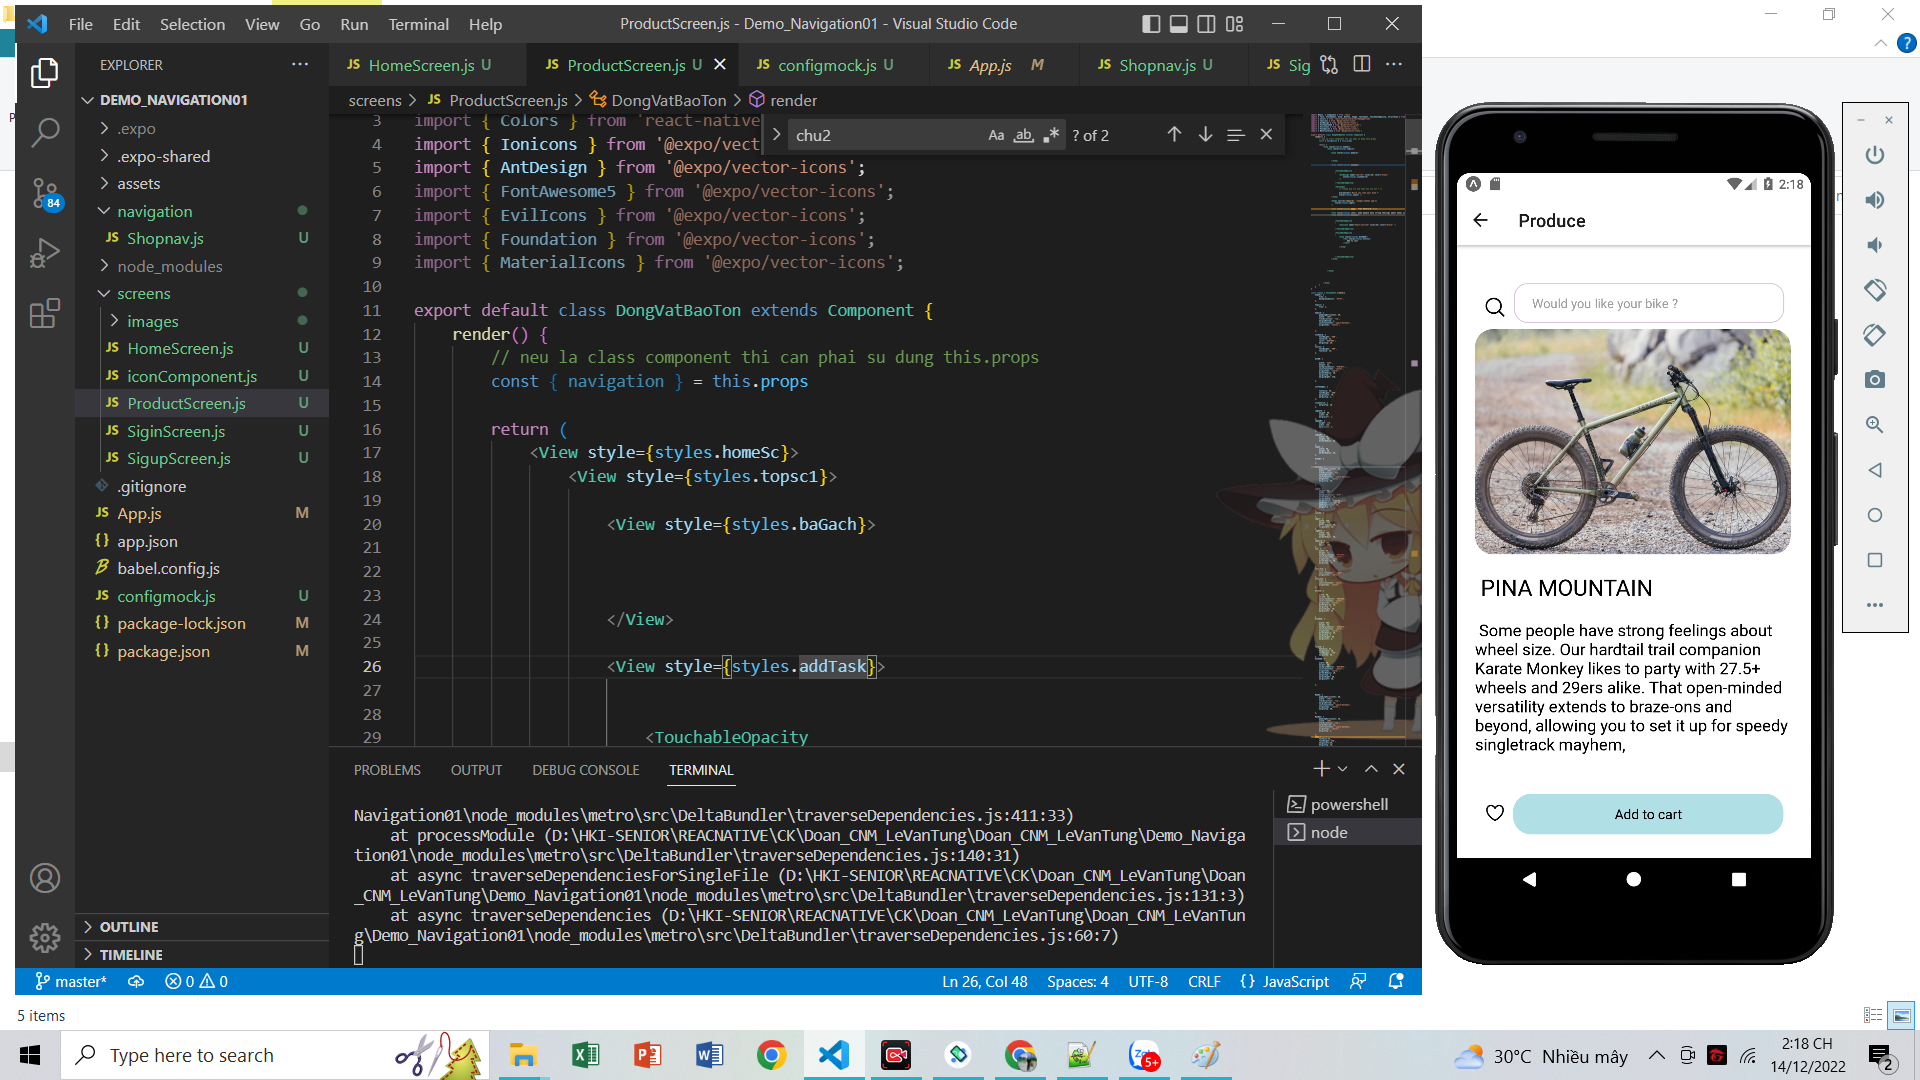 File Edit Selection View Go Run Terminal Help
ProductScreen.js - Demo_Navigation01 - Visual Studio Code
EXPLORER
DEMO_NAVIGATION01
.expo
.expo-shared
assets
navigation
Shopnav.js U
node_modules
screens
images
HomeScreen.js U
iconComponent.js U
ProductScreen.js U
SiginScreen.js U
SigupScreen.js U
.gitignore
App.js M
app.json
babel.config.js
configmock.js U
package-lock.json M
package.json M
OUTLINE
TIMELINE
84
JS HomeScreen.js U
JS ProductScreen.js U
JS configmock.js U
JS App.js M
JS Shopnav.js U
JS Sig
screens > JS ProductScreen.js > DongVatBaoTon > render
chu2
Aa ab ? of 2
3 import { Colors } from 'react-native
4 import { Ionicons } from '@expo/vect
5 import { AntDesign } from '@expo/vector-icons';
6 import { FontAwesome5 } from '@expo/vector-icons';
7 import { EvilIcons } from '@expo/vector-icons';
8 import { Foundation } from '@expo/vector-icons';
9 import { MaterialIcons } from '@expo/vector-icons';
10
11 export default class DongVatBaoTon extends Component {
12 render() {
13 // neu la class component thi can phai su dung this.props
14 const { navigation } = this.props
15
16 return (
17 <View style={styles.homeSc}>
18 <View style={styles.topsc1}>
19
20 <View style={styles.baGach}>
21
22
23
24 </View>
25
26 <View style={styles.addTask}>
27
28
29 <TouchableOpacity
PROBLEMS OUTPUT DEBUG CONSOLE TERMINAL
Navigation01\node_modules\metro\src\DeltaBundler\traverseDependencies.js:411:33)
at processModule (D:\HKI-SENIOR\REACNATIVE\CK\Doan_CNM_LeVanTung\Doan_CNM_LeVanTung\Demo_Naviga
tion01\node_modules\metro\src\DeltaBundler\traverseDependencies.js:140:31)
at async traverseDependenciesForSingleFile (D:\HKI-SENIOR\REACNATIVE\CK\Doan_CNM_LeVanTung\Doan
_CNM_LeVanTung\Demo_Navigation01\node_modules\metro\src\DeltaBundler\traverseDependencies.js:131:3)
at async traverseDependencies (D:\HKI-SENIOR\REACNATIVE\CK\Doan_CNM_LeVanTung\Doan_CNM_LeVanTun
g\Demo_Navigation01\node_modules\metro\src\DeltaBundler\traverseDependencies.js:60:7)
powershell
node
master* 0 0
Ln 26, Col 48 Spaces: 4 UTF-8 CRLF {} JavaScript
2:18
Produce
Would you like your bike ?
PINA MOUNTAIN
Some people have strong feelings about
wheel size. Our hardtail trail companion
Karate Monkey likes to party with 27.5+
wheels and 29ers alike. That open-minded
versatility extends to braze-ons and
beyond, allowing you to set it up for speedy
singletrack mayhem,
Add to cart
5 items
Type here to search
5+
30°C Nhiều mây
2:18 CH
14/12/2022
2